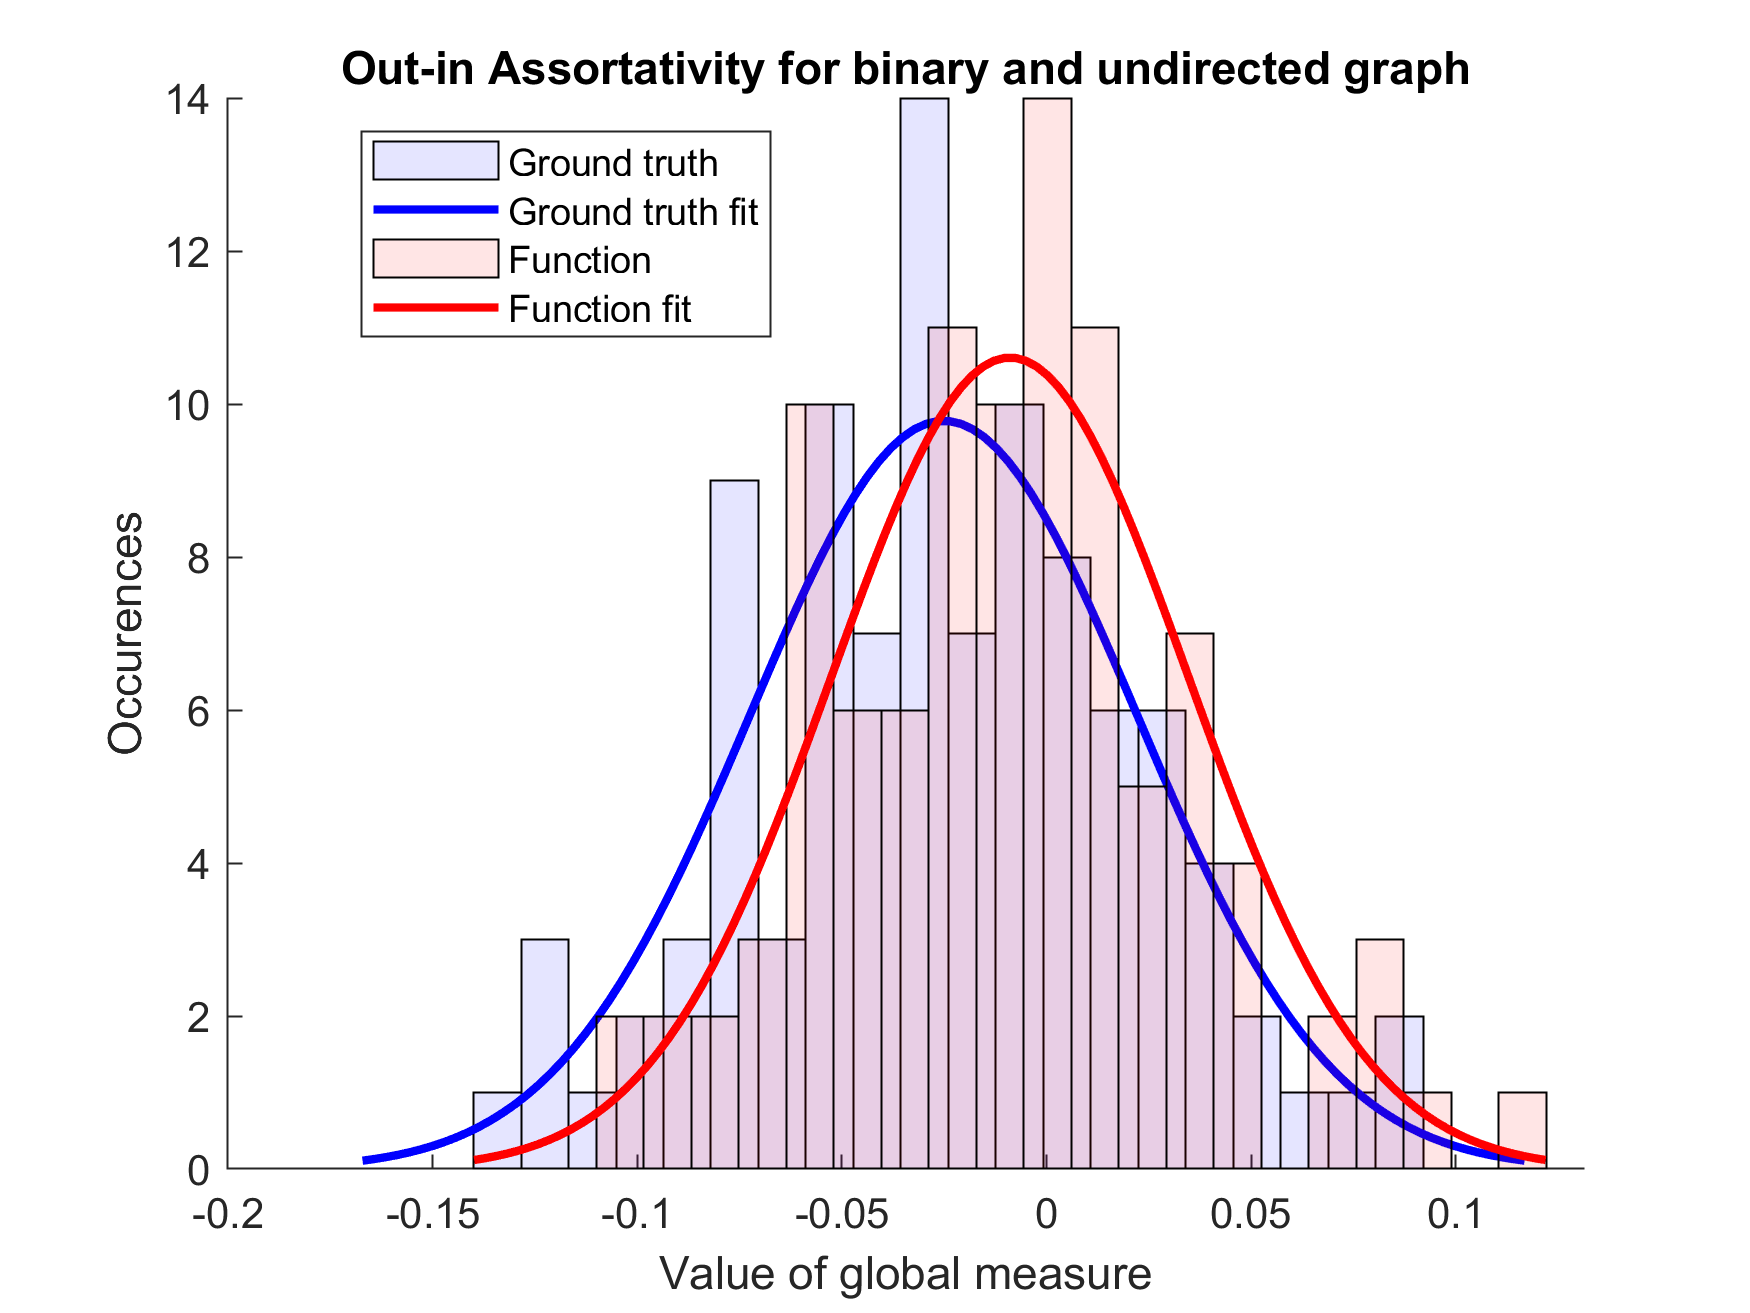 Out-in Assortativity for binary and undirected graph
Ground truth
Ground truth fit
Function
Function fit
Occurences
14
12
10
8
6
4
2
0
-0.2
-0.15
-0.1
-0.05
0
0.05
0.1
Value of global measure